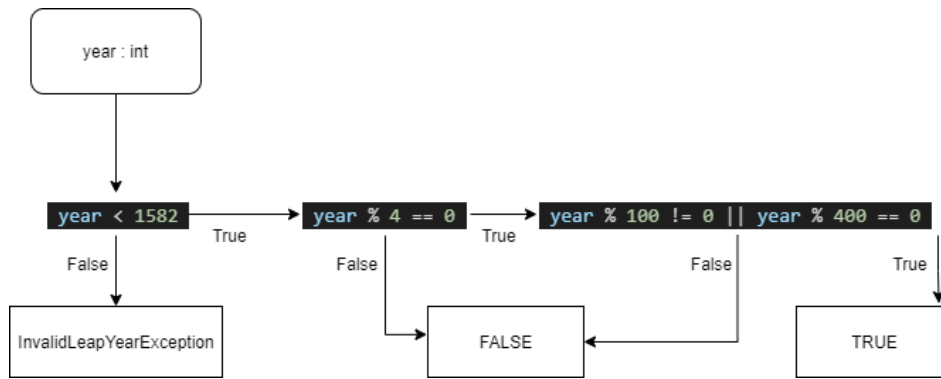 year : int
year < 1582
True
year % 4 == 0
True
year % 100 != 0 || year % 400 == 0
False
False
False
True
InvalidLeapYearException
FALSE
TRUE